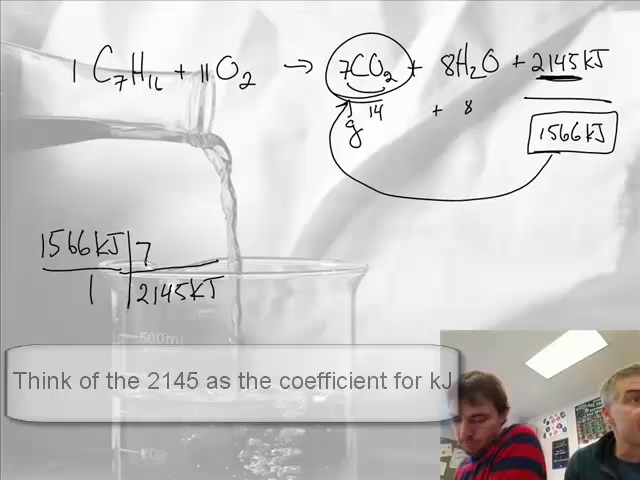 1 C7H16 + 11 O2 → 7CO2 + 8H2O + 2145 kJ
g 14 + 8
1566 kJ
1566 kJ | 7
1 | 2145 kJ
600ml
Think of the 2145 as the coefficient for kJ